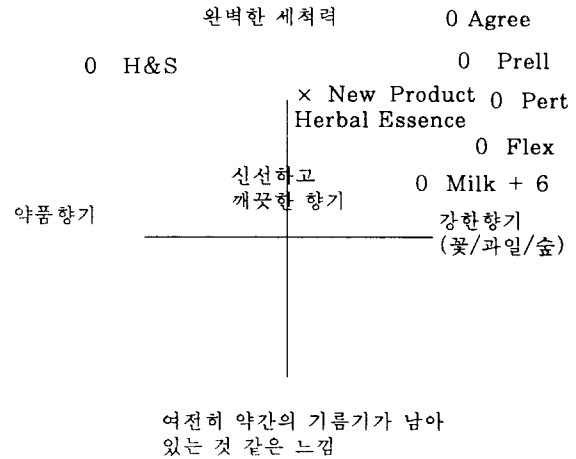 완벽한 세척력
0 Agree
0 H&S
0 Prell
× New Product
Herbal Essence
0 Pert
0 Flex
신선하고
깨끗한 향기
0 Milk + 6
약품향기
강한향기
(꽃/과일/숲)
여전히 약간의 기름기가 남아
있는 것 같은 느낌